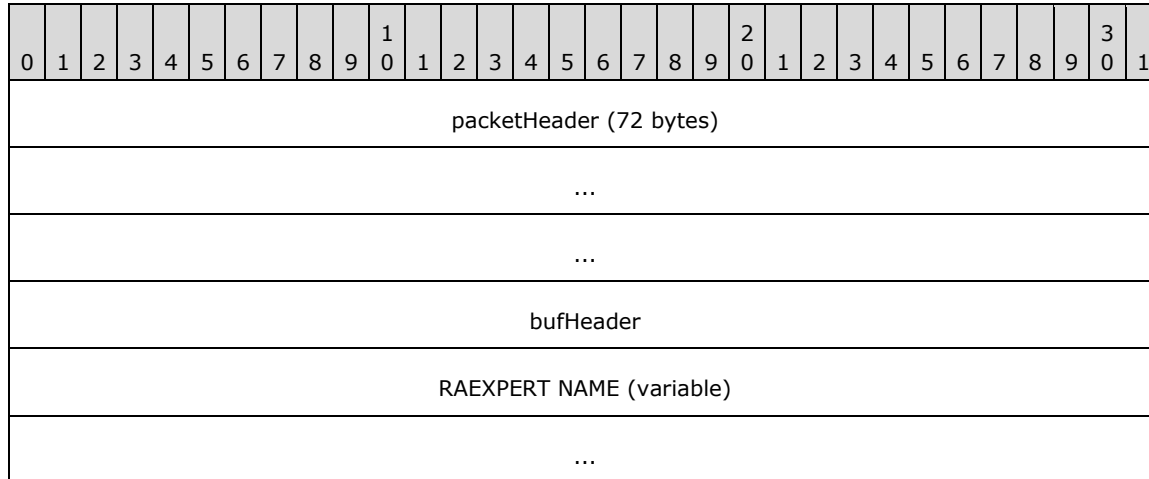 1 2 3
0 1 2 3 4 5 6 7 8 9 0 1 2 3 4 5 6 7 8 9 0 1 2 3 4 5 6 7 8 9 0 1
packetHeader (72 bytes)
...
...
bufHeader
RAEXPERT NAME (variable)
...